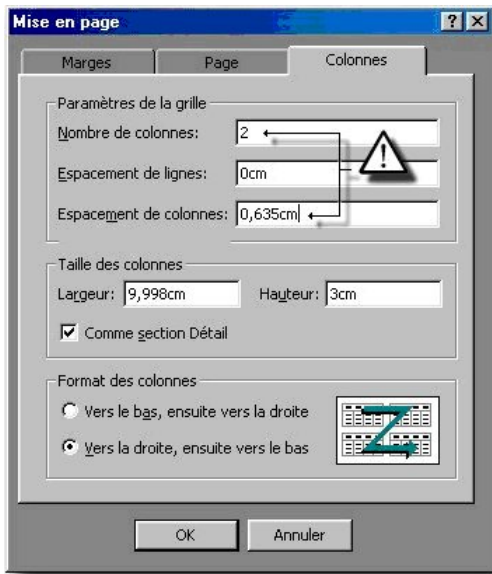 Mise en page
Marges Page Colonnes
Paramètres de la grille
Nombre de colonnes: 2
Espacement de lignes: 0cm
Espacement de colonnes: 0,635cm
Taille des colonnes
Largeur: 9,998cm Hauteur: 3cm
Comme section Détail
Format des colonnes
Vers le bas, ensuite vers la droite
Vers la droite, ensuite vers le bas
OK Annuler